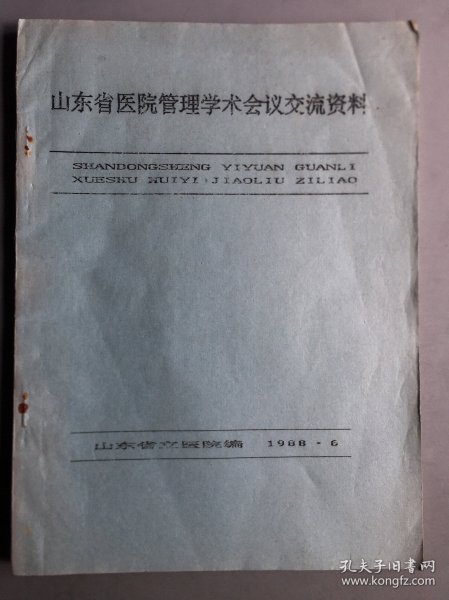 山东省医院管理学术会议交流资料
SHANDONGSHENG YIYUAN GUANLI
XUESHU HUIYI JIAOLIU ZILIAO
山东省立医院编 1988·6
孔夫子旧书网
www.kongfz.com